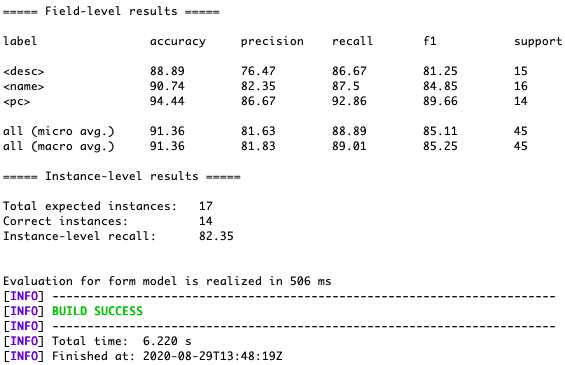 ===== Field-level results =====
label accuracy precision recall f1 support
<desc> 88.89 76.47 86.67 81.25 15
<name> 90.74 82.35 87.5 84.85 16
<pc> 94.44 86.67 92.86 89.66 14
all (micro avg.) 91.36 81.63 88.89 85.11 45
all (macro avg.) 91.36 81.83 89.01 85.25 45
===== Instance-level results =====
Total expected instances: 17
Correct instances: 14
Instance-level recall: 82.35
Evaluation for form model is realized in 506 ms
[INFO] ------------------------------------------------------------------------
[INFO] BUILD SUCCESS
[INFO] ------------------------------------------------------------------------
[INFO] Total time: 6.220 s
[INFO] Finished at: 2020-08-29T13:48:19Z